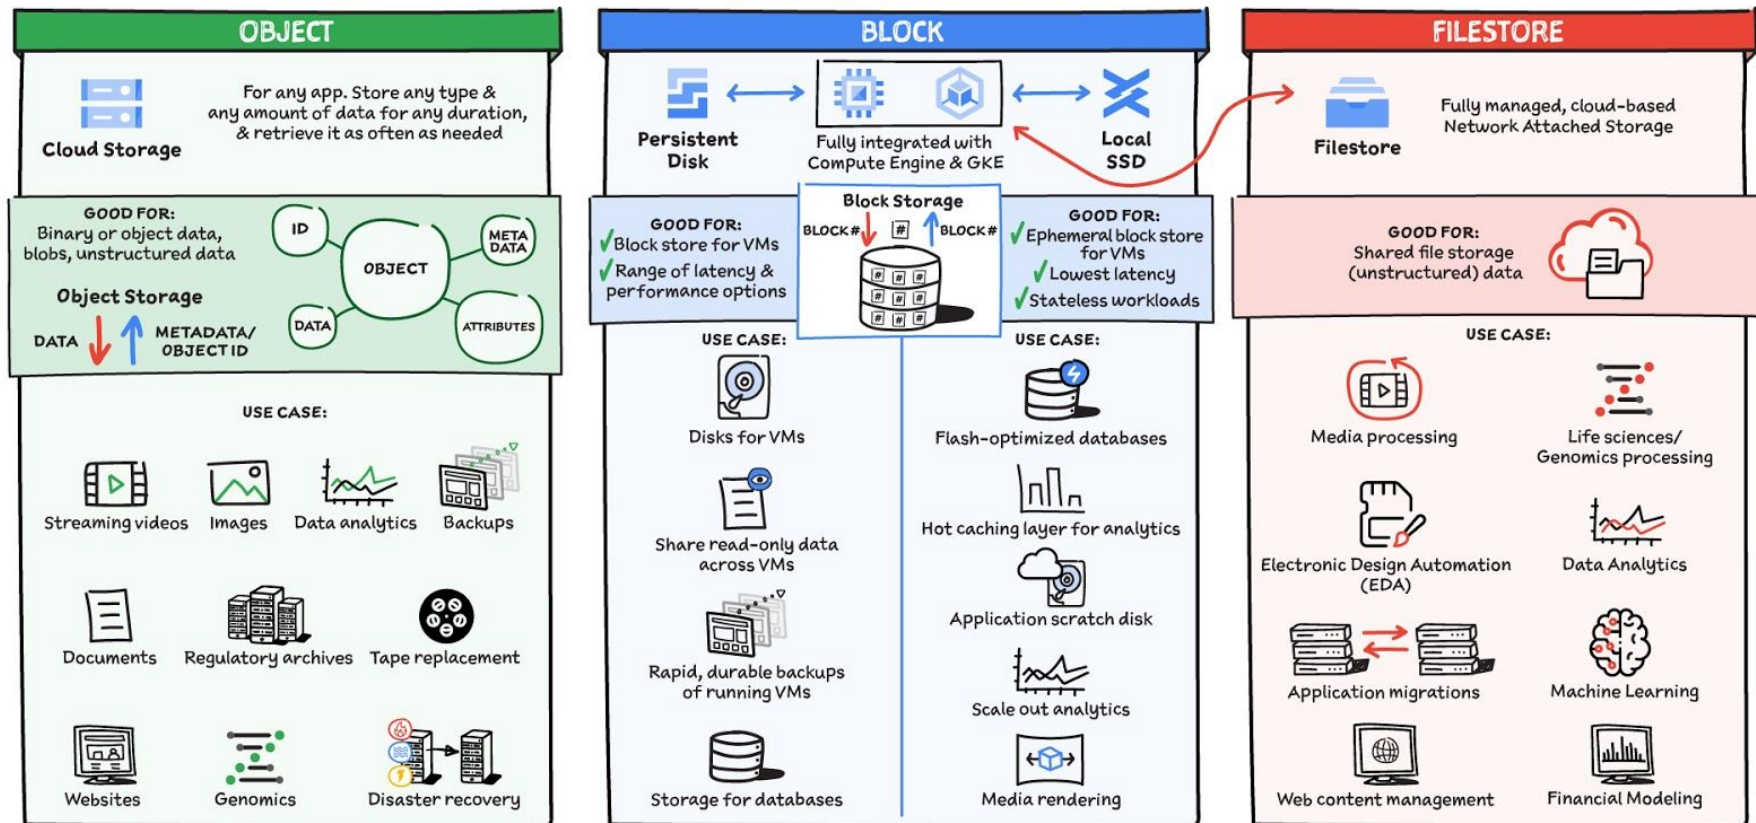 OBJECT
Cloud Storage
For any app. Store any type &
any amount of data for any duration,
& retrieve it as often as needed
GOOD FOR:
Binary or object data,
blobs, unstructured data
Object Storage
DATA
METADATA/
OBJECT ID
ID
OBJECT
META
DATA
DATA
ATTRIBUTES
USE CASE:
Streaming videos
Images
Data analytics
Backups
Documents
Regulatory archives
Tape replacement
Websites
Genomics
Disaster recovery
BLOCK
Persistent
Disk
Fully integrated with
Compute Engine & GKE
Local
SSD
GOOD FOR:
Block store for VMs
Range of latency &
performance options
Block Storage
BLOCK#
#
BLOCK#
# # #
# # #
# # #
GOOD FOR:
Ephemeral block store
for VMs
Lowest latency
Stateless workloads
USE CASE:
Disks for VMs
Share read-only data
across VMs
Rapid, durable backups
of running VMs
Storage for databases
USE CASE:
Flash-optimized databases
Hot caching layer for analytics
Application scratch disk
Scale out analytics
Media rendering
FILESTORE
Filestore
Fully managed, cloud-based
Network Attached Storage
GOOD FOR:
Shared file storage
(unstructured) data
USE CASE:
Media processing
Life sciences/
Genomics processing
Electronic Design Automation
(EDA)
Data Analytics
Application migrations
Machine Learning
Web content management
Financial Modeling